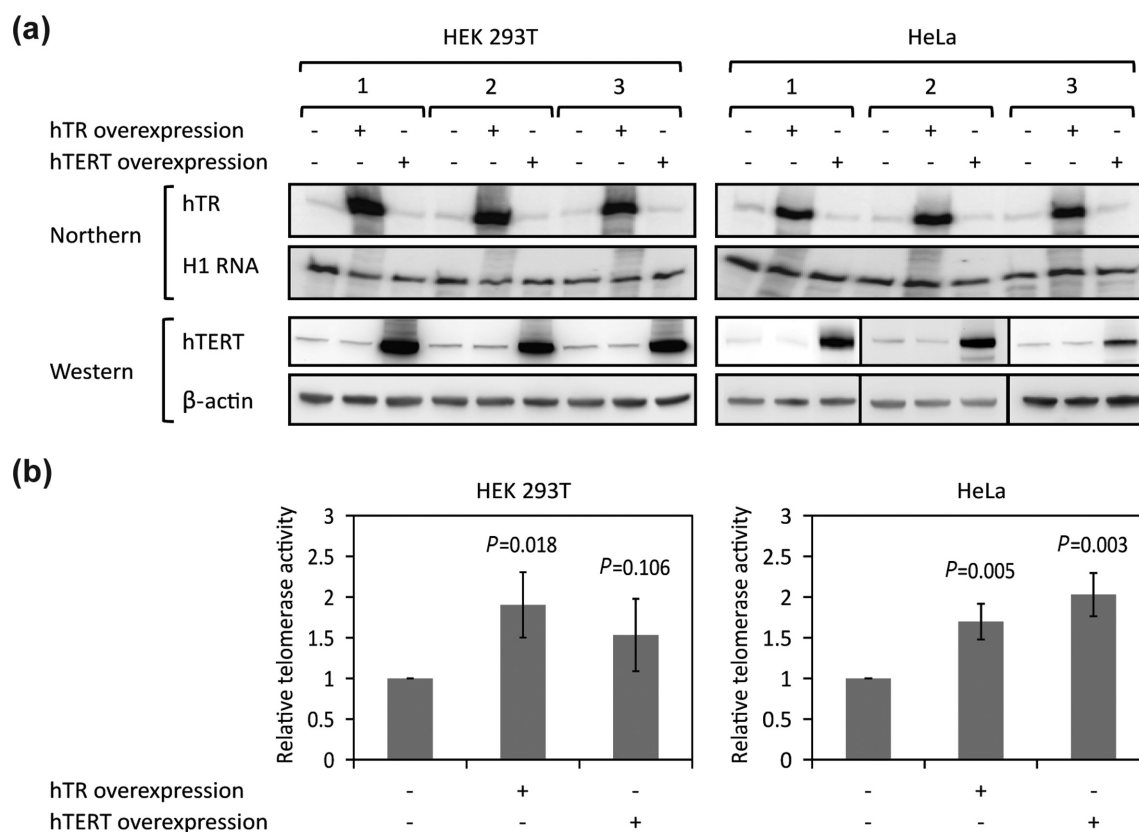 (a)
HEK 293T HeLa
1 2 3 1 2 3
hTR overexpression - + - - + - - + - - + - - + - - + -
hTERT overexpression - - + - - + - - + - - + - - + - - +
Northern
hTR
H1 RNA
Western
hTERT
β-actin
(b)
HEK 293T
Relative telomerase activity
3
2.5
2
1.5
1
0.5
0
P=0.018
P=0.106
HeLa
Relative telomerase activity
3
2.5
2
1.5
1
0.5
0
P=0.005
P=0.003
hTR overexpression - + - - + -
hTERT overexpression - - + - - +